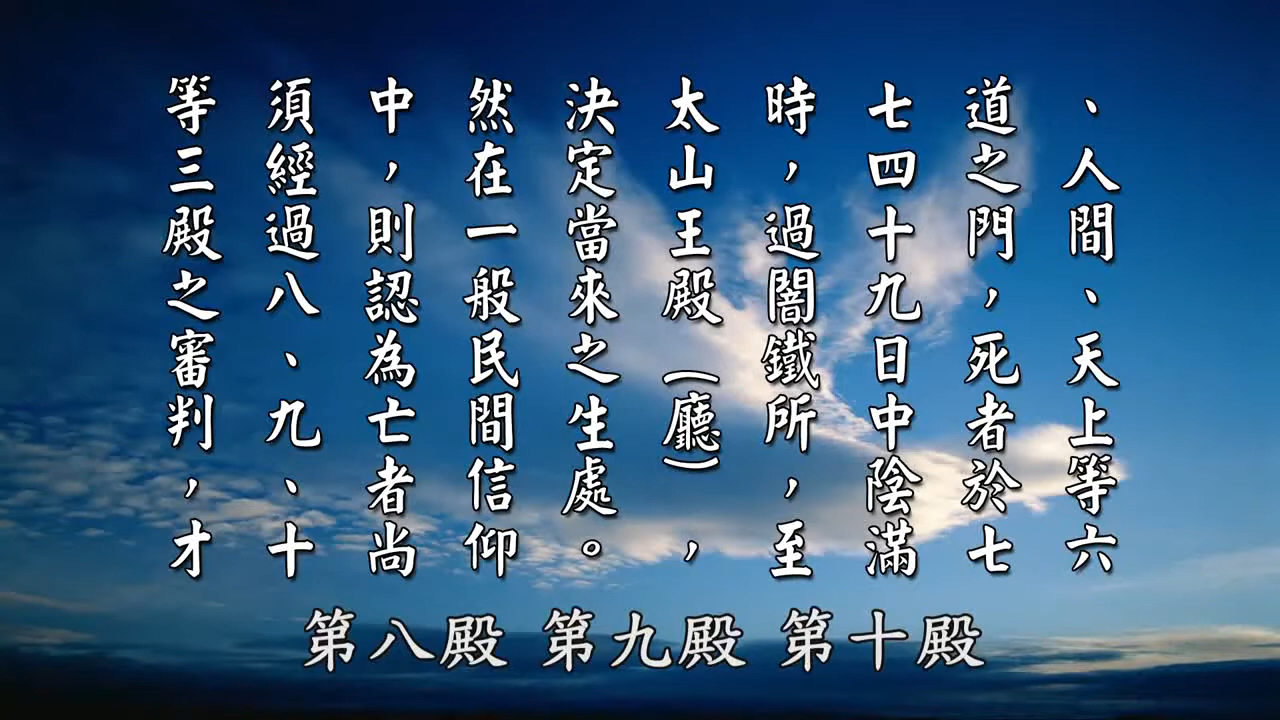 、人間、天上等六
道之門，死者於七
七四十九日中陰滿
時，過闇鐵所，至
太山王殿（廳），
決定當來之生處。
然在一般民間信仰
中，則認為亡者尚
須經過八、九、十
等三殿之審判，才
第八殿 第九殿 第十殿